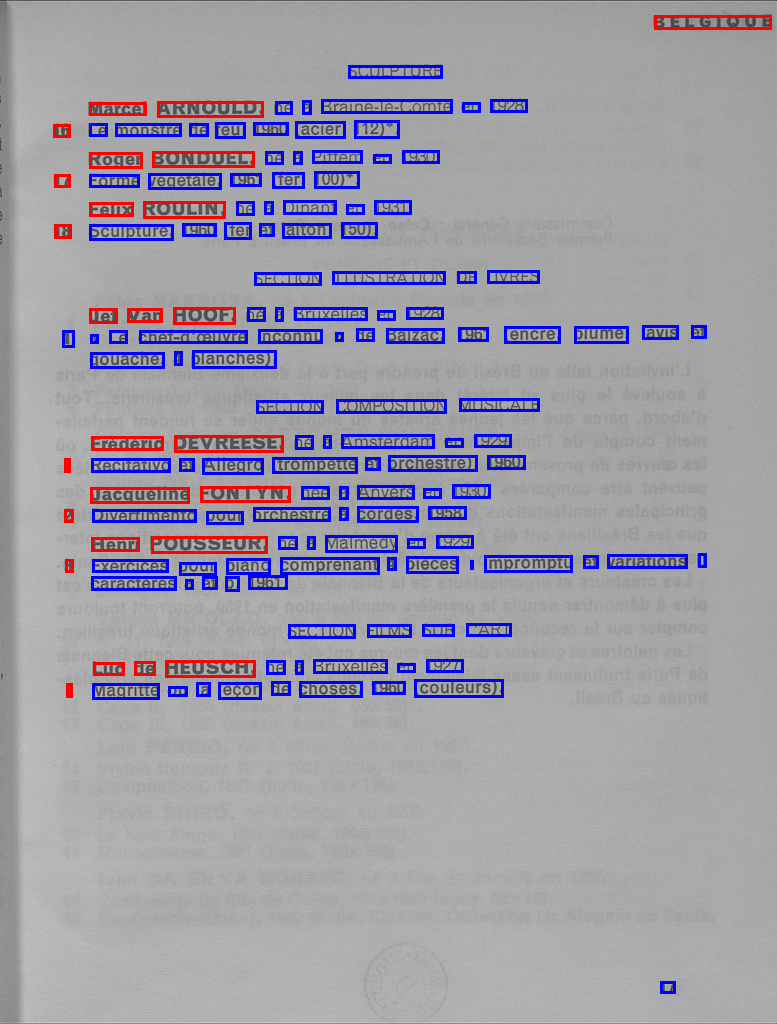 BELGIQUE
SCULPTURE
Marcel ARNOULD, né à Braine-le-Comte en 1928
16 Le monstre de feu, 1960 (acier, 112)*.
Roger BONDUEL, né à Pittem en 1930
17 Forme végétale, 1961 (fer, 100)*.
Félix ROULIN, né à Dinant en 1931
18 Sculpture, 1960 (fer et laiton, 150).
SECTION ILLUSTRATION DE LIVRES
Jef Van HOOF, né à Bruxelles en 1928
1 « Le chef-d'œuvre inconnu » de Balzac, 1961 (encre, plume, lavis et
gouache, planches).
SECTION COMPOSITION MUSICALE
Frédéric DEVREESE, né à Amsterdam en 1929
1 Récitativo et Allegro (trompette et orchestre), 1960.
Jacqueline FONTYN, née à Anvers en 1930
2 Divertimento pour orchestre à cordes, 1958.
Henri POUSSEUR, né à Malmedy en 1929
3 Exercices pour piano comprenant 3 pièces : Impromptu et Variations I
caractères a et b, 1961.
SECTION FILMS SUR L'ART
Luc de HEUSCH, né à Bruxelles en 1927
1 Magritte ou la leçon de choses, 1960 (couleurs).
17